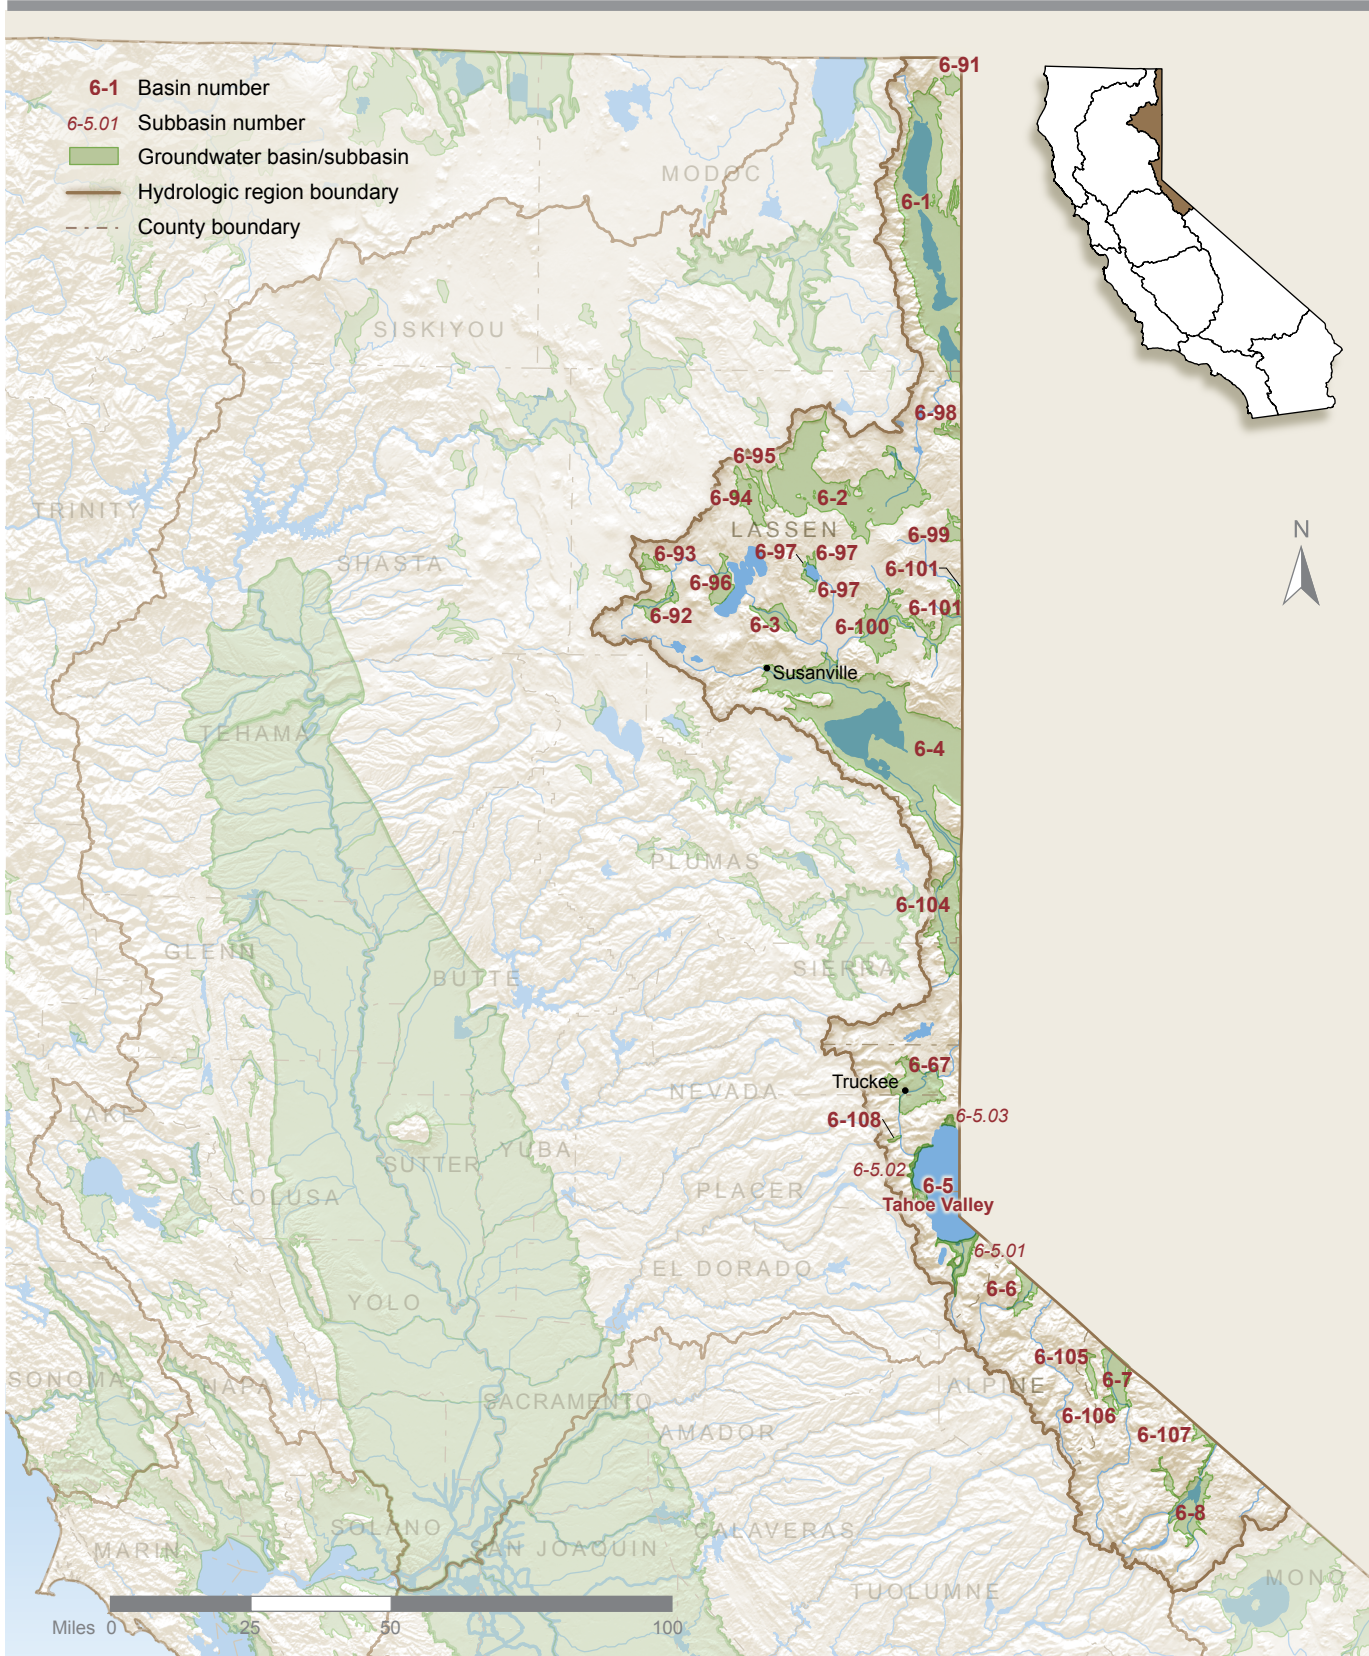 6-91
6-1 Basin number
6-5.01 Subbasin number
Groundwater basin/subbasin
Hydrologic region boundary
County boundary
MODOC
6-1
SISKIYOU
6-98
6-95
6-94
6-2
TRINITY
LASSEN
6-99
N
SHASTA
6-93
6-97
6-97
6-101
6-96
6-97
6-101
6-92
6-3
6-100
Susanville
TEHAMA
6-4
PLUMAS
6-104
GLENN
BUTTE
SIERRA
6-67
Truckee
NEVADA
LAKE
6-5.03
6-108
YUBA
SUTTER
6-5.02
COLUSA
PLACER
6-5
Tahoe Valley
6-5.01
EL DORADO
6-6
YOLO
6-105
SONOMA
NAPA
ALPINE
6-7
SACRAMENTO
6-106
AMADOR
6-107
6-8
SOLANO
CALAVERAS
MARIN
SAN JOAQUIN
MONO
TUOLUMNE
Miles 0 25 50 100